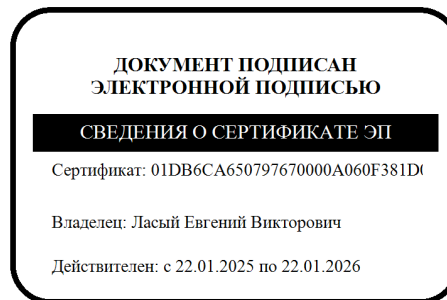 ДОКУМЕНТ ПОДПИСАН
ЭЛЕКТРОННОЙ ПОДПИСЬЮ
СВЕДЕНИЯ О СЕРТИФИКАТЕ ЭП
Сертификат: 01DB6CA650797670000A060F381D
Владелец: Ласый Евгений Викторович
Действителен: с 22.01.2025 по 22.01.2026